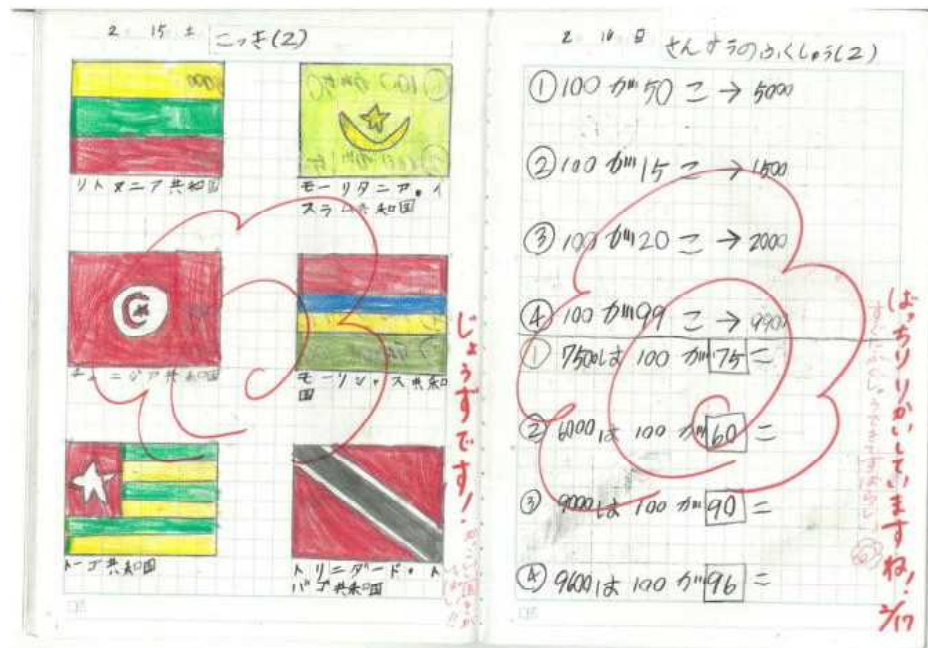 2 15 土 こっき(2)
リトアニア共和国
モーリタニア・イ
スラム共和国
チュニジア共和国
モーリシャス共和
国
トーゴ共和国
トリニダード・ト
バゴ共和国
じょうずです!
2 16 日 さんすうのふくしゅう(2)
① 100が50こ→5000
② 100が15こ→1500
③ 100が20こ→2000
④ 100が99こ→9900
① 7500は100が75こ
② 6000は100が60こ
③ 9000は100が90こ
④ 9600は100が96こ
ばっちりりかいしていますね!
2/17